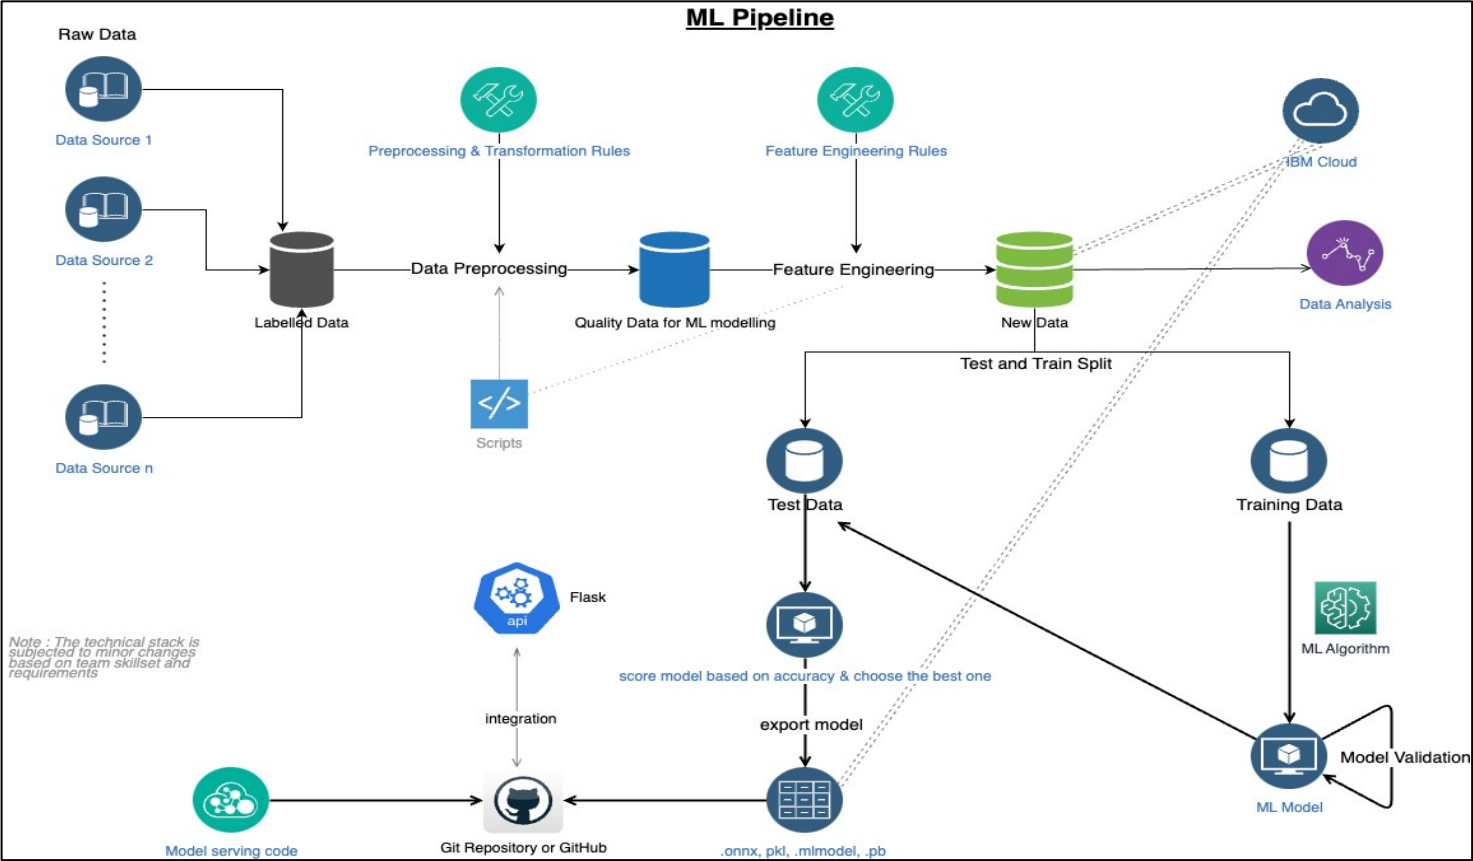 ML Pipeline
Raw Data
Data Source 1
Preprocessing & Transformation Rules
Feature Engineering Rules
IBM Cloud
Data Source 2
Data Preprocessing
Feature Engineering
Labelled Data
Quality Data for ML modelling
New Data
Data Analysis
Test and Train Split
</>
Scripts
Data Source n
Test Data
Training Data
api
Flask
Note : The technical stack is
subjected to minor changes
based on team skillset and
requirements
ML Algorithm
score model based on accuracy & choose the best one
integration
export model
Model Validation
ML Model
Model serving code
Git Repository or GitHub
.onnx, pkl, .mlmodel, .pb